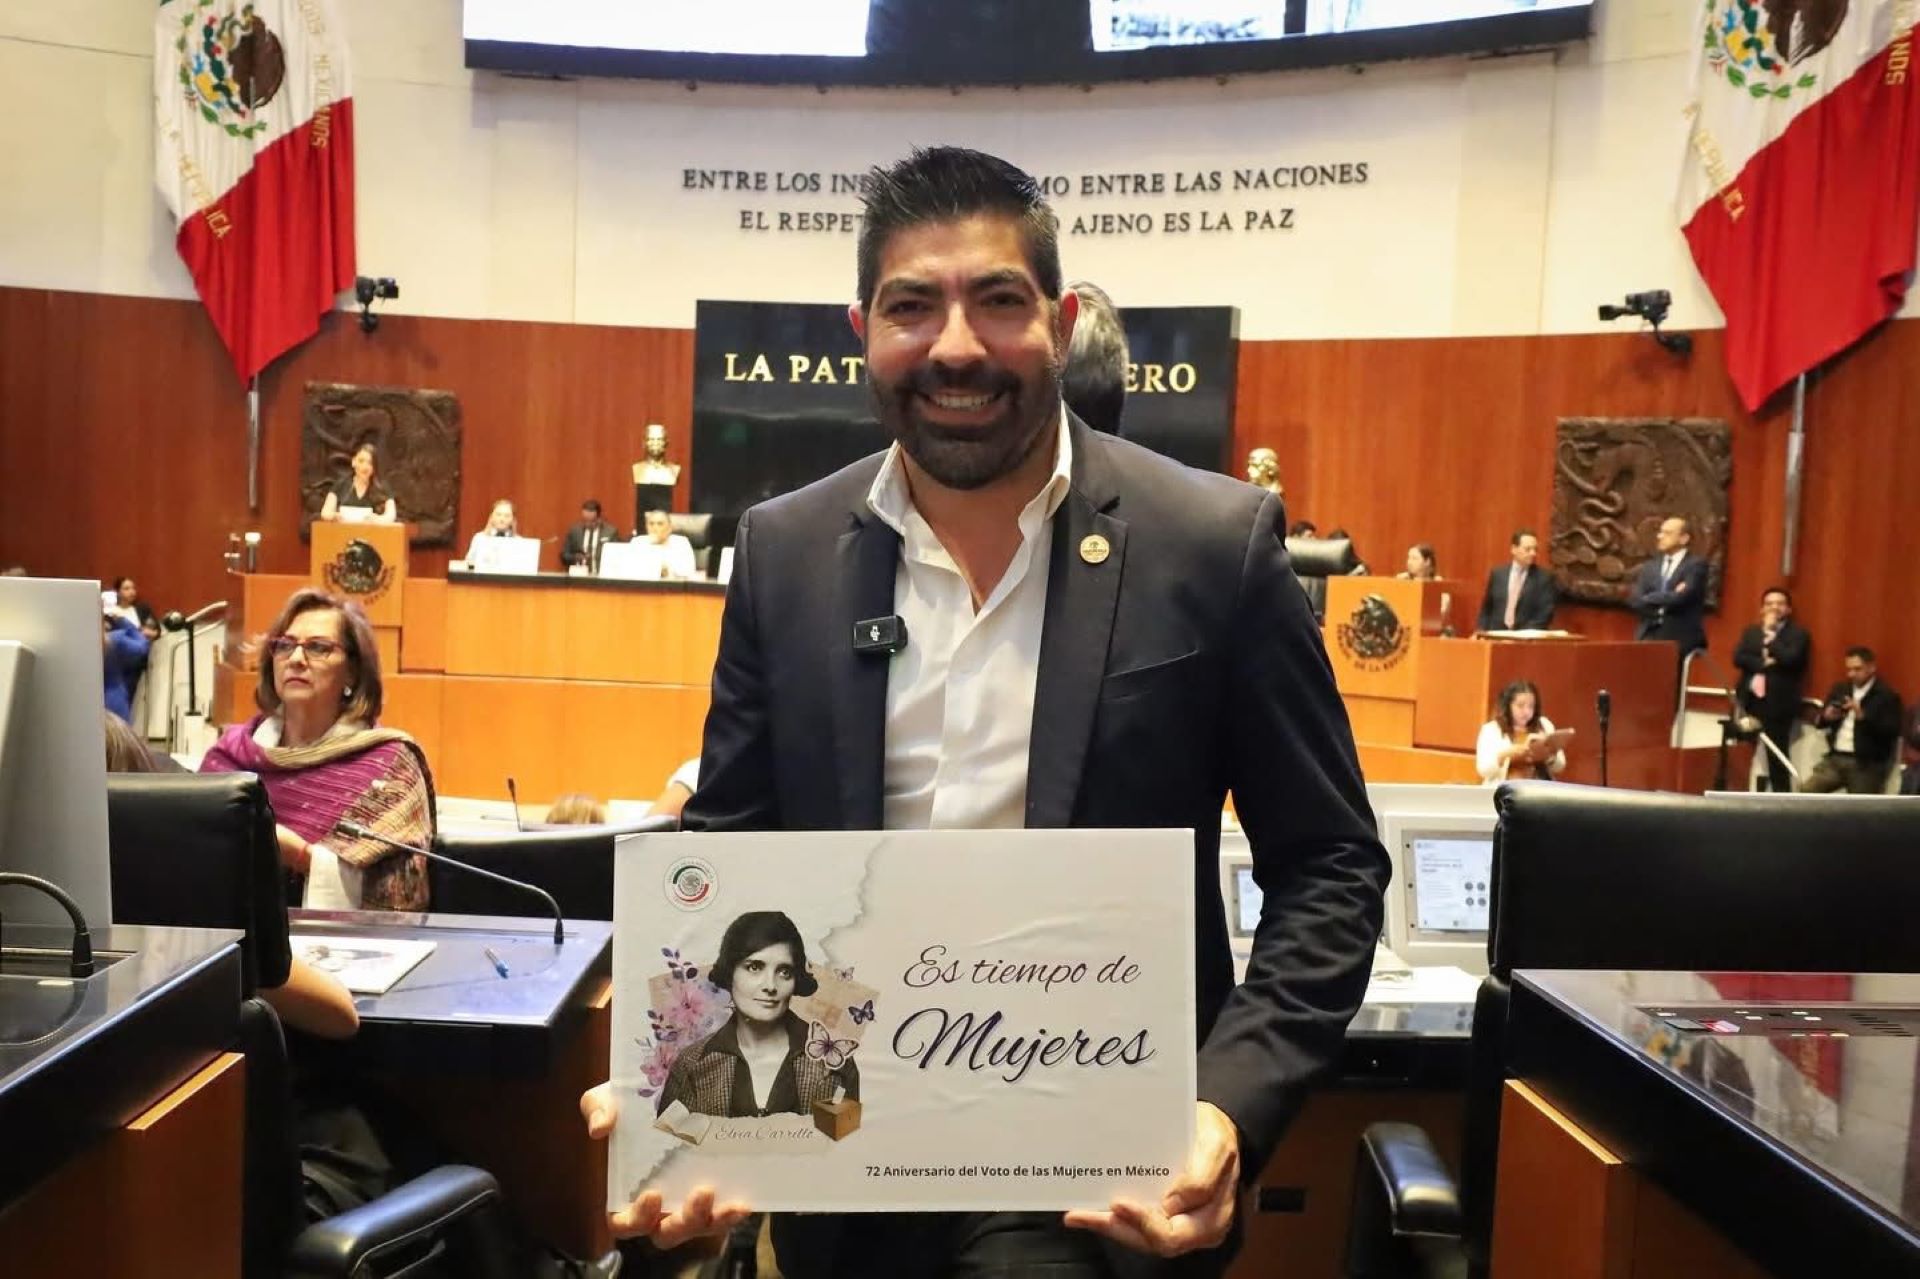 ENTRE LOS IN MO ENTRE LAS NACIONES
EL RESPE AJENO ES LA PAZ
LA PAT ERO
Es tiempo de
Mujeres
Elvia Carrillo
72 Aniversario del Voto de las Mujeres en México